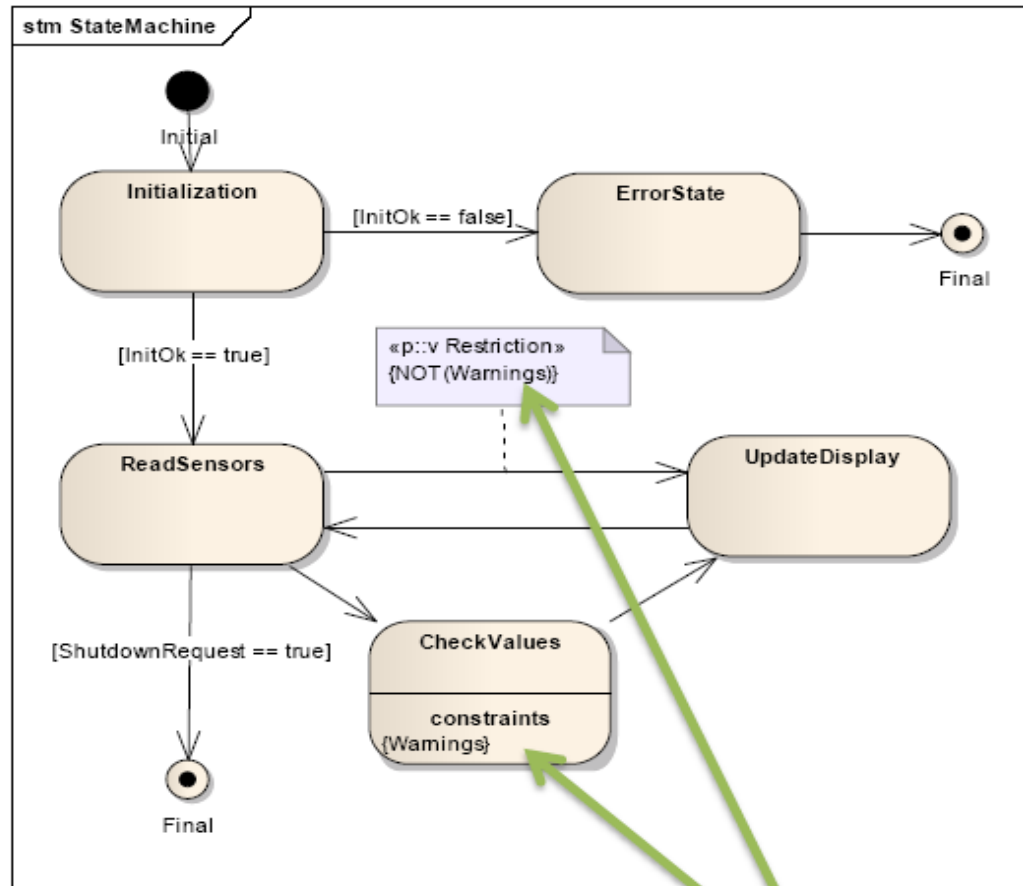 stm StateMachine
Initial
Initialization
[InitOk == false]
ErrorState
Final
[InitOk == true]
«p::v Restriction»
{NOT(Warnings)}
ReadSensors
UpdateDisplay
[ShutdownRequest == true]
CheckValues
constraints
{Warnings}
Final